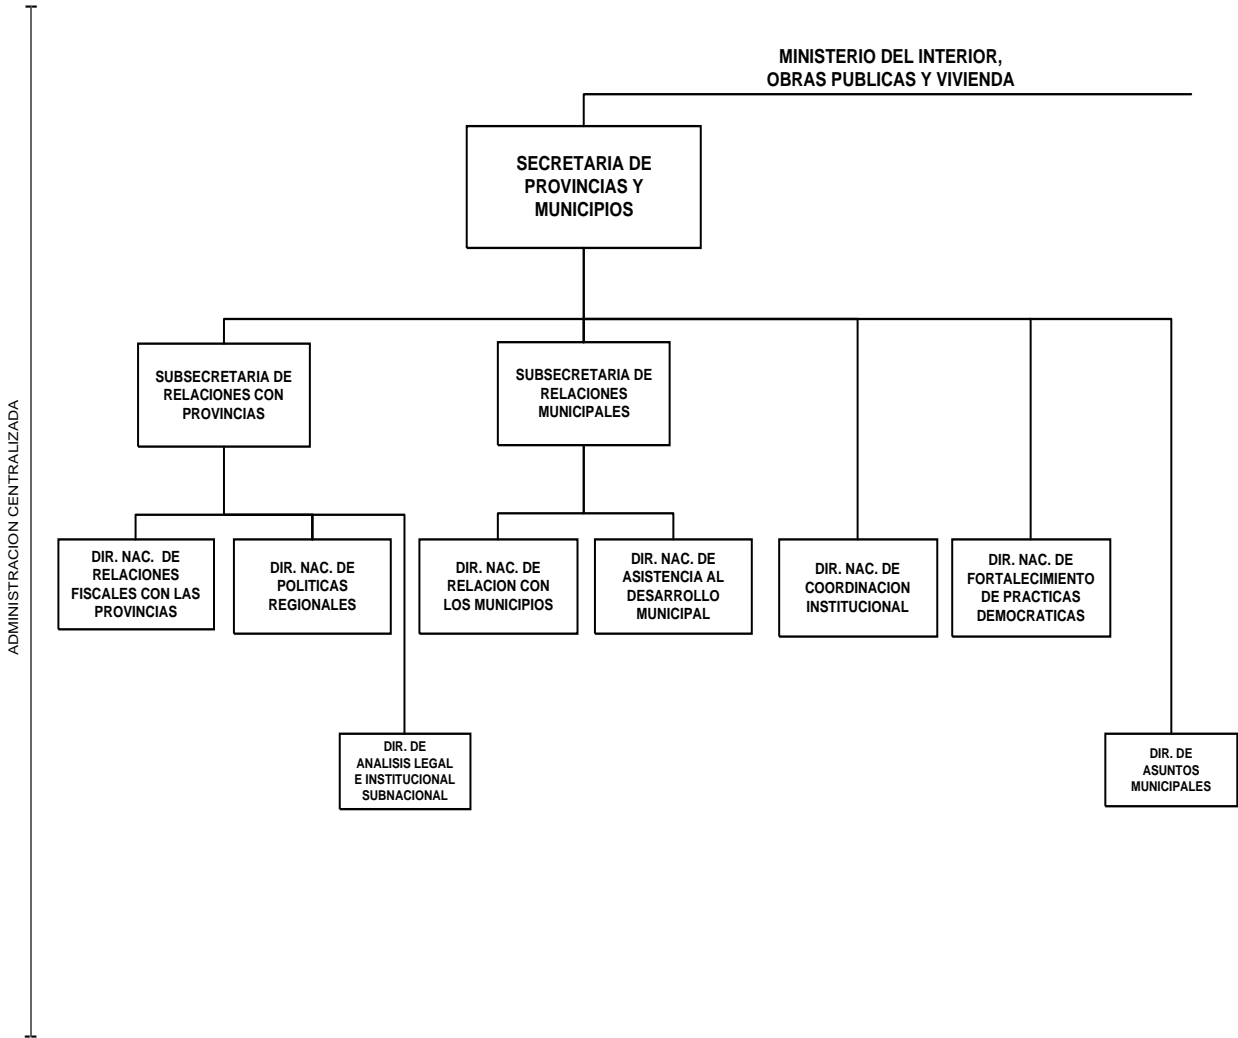 MINISTERIO DEL INTERIOR,
OBRAS PUBLICAS Y VIVIENDA
SECRETARIA DE
PROVINCIAS Y
MUNICIPIOS
SUBSECRETARIA DE
RELACIONES CON
PROVINCIAS
SUBSECRETARIA DE
RELACIONES
MUNICIPALES
ADMINISTRACION CENTRALIZADA
DIR. NAC. DE
RELACIONES
FISCALES CON LAS
PROVINCIAS
DIR. NAC. DE
POLITICAS
REGIONALES
DIR. NAC. DE
RELACION CON
LOS MUNICIPIOS
DIR. NAC. DE
ASISTENCIA AL
DESARROLLO
MUNICIPAL
DIR. NAC. DE
COORDINACION
INSTITUCIONAL
DIR. NAC. DE
FORTALECIMIENTO
DE PRACTICAS
DEMOCRATICAS
DIR. DE
ANALISIS LEGAL
E INSTITUCIONAL
SUBNACIONAL
DIR. DE
ASUNTOS
MUNICIPALES